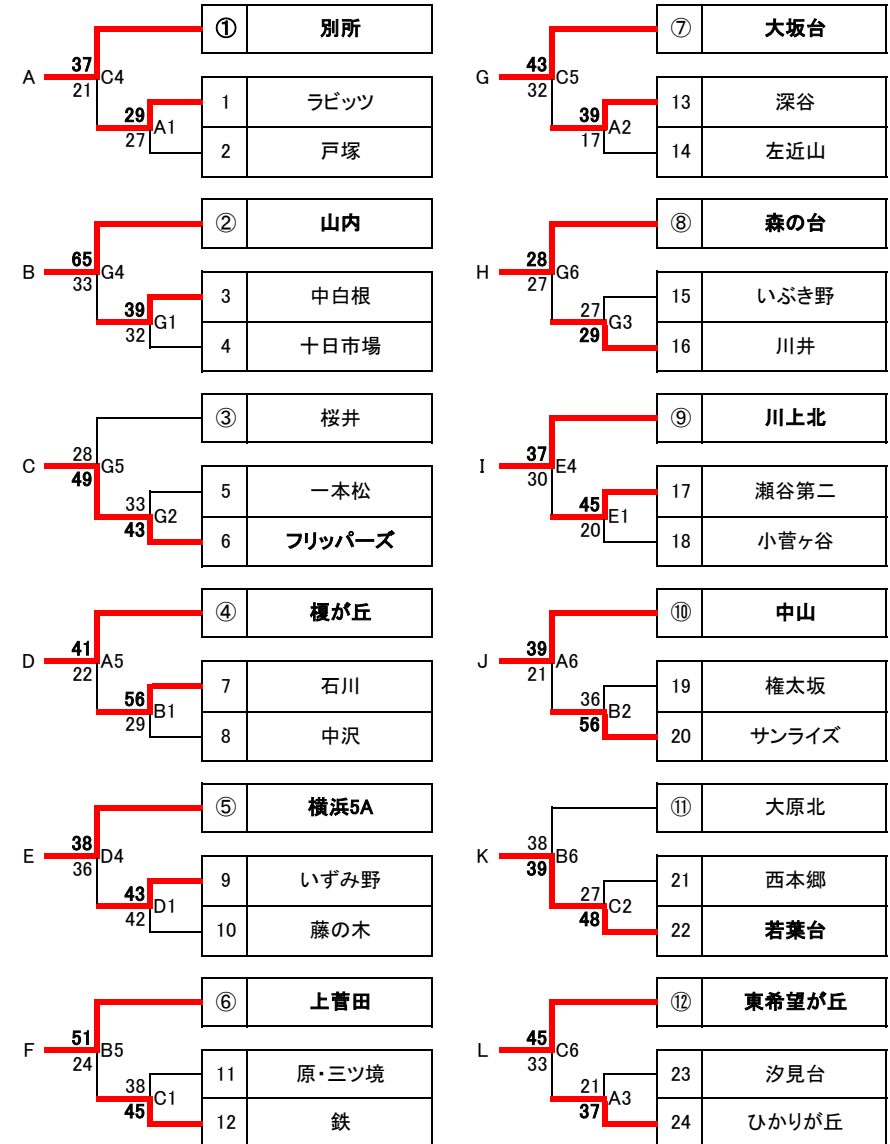 ① 別所
37
A C4
21
1 ラビッツ
29
A1
27
2 戸塚
② 山内
65
B G4
33
3 中白根
39
G1
32
4 十日市場
③ 桜井
28
C G5
49
5 一本松
33
G2
43
6 フリッパーズ
④ 榎が丘
41
D A5
22
7 石川
56
B1
29
8 中沢
⑤ 横浜5A
38
E D4
36
9 いずみ野
43
D1
42
10 藤の木
⑥ 上菅田
51
F B5
24
11 原・三ツ境
38
C1
45
12 鉄
⑦ 大坂台
43
G C5
32
13 深谷
39
A2
17
14 左近山
⑧ 森の台
28
H G6
27
15 いぶき野
27
G3
29
16 川井
⑨ 川上北
37
I E4
30
17 瀬谷第二
45
E1
20
18 小菅ヶ谷
⑩ 中山
39
J A6
21
19 権太坂
36
B2
56
20 サンライズ
⑪ 大原北
38
K B6
39
21 西本郷
27
C2
48
22 若葉台
⑫ 東希望が丘
45
L C6
33
23 汐見台
21
A3
37
24 ひかりが丘